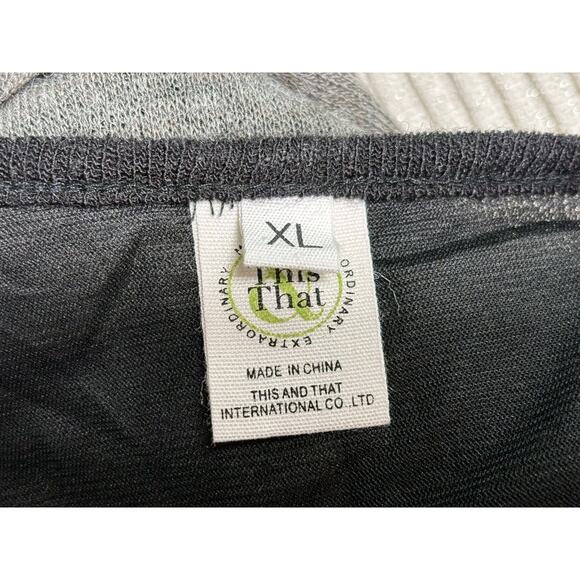 XL
This
&
That
ORDINARY EXTRAORDINARY
MADE IN CHINA
THIS AND THAT
INTERNATIONAL CO.,LTD